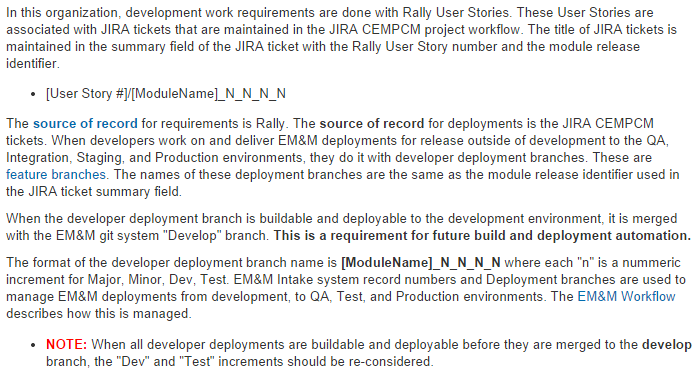 In this organization, development work requirements are done with Rally User Stories. These User Stories are
associated with JIRA tickets that are maintained in the JIRA CEMPCM project workflow. The title of JIRA tickets is
maintained in the summary field of the JIRA ticket with the Rally User Story number and the module release
identifier.
• [User Story #]/[ModuleName]_N_N_N_N
The source of record for requirements is Rally. The source of record for deployments is the JIRA CEMPCM
tickets. When developers work on and deliver EM&M deployments for release outside of development to the QA,
Integration, Staging, and Production environments, they do it with developer deployment branches. These are
feature branches. The names of these deployment branches are the same as the module release identifier used in
the JIRA ticket summary field.
When the developer deployment branch is buildable and deployable to the development environment, it is merged
with the EM&M git system "Develop" branch. This is a requirement for future build and deployment automation.
The format of the developer deployment branch name is [ModuleName]_N_N_N_N where each "n" is a nummeric
increment for Major, Minor, Dev, Test. EM&M Intake system record numbers and Deployment branches are used to
manage EM&M deployments from development, to QA, Test, and Production environments. The EM&M Workflow
describes how this is managed.
• NOTE: When all developer deployments are buildable and deployable before they are merged to the develop
branch, the "Dev" and "Test" increments should be re-considered.